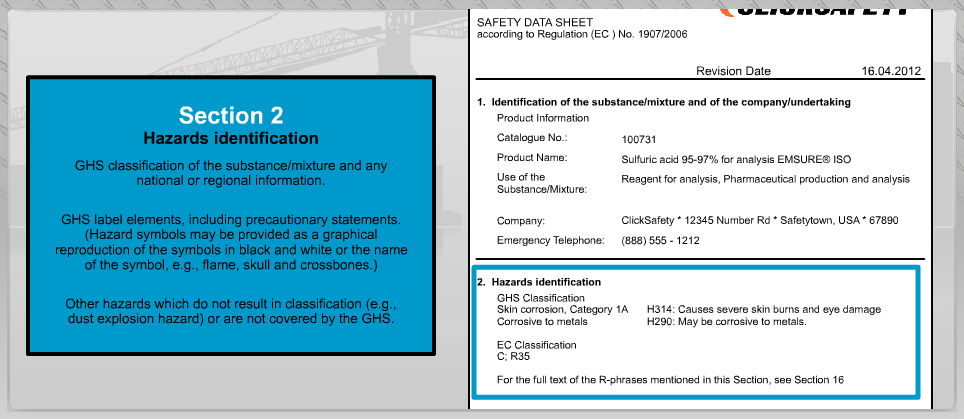 Section 2
Hazards identification
GHS classification of the substance/mixture and any
national or regional information.
GHS label elements, including precautionary statements.
(Hazard symbols may be provided as a graphical
reproduction of the symbols in black and white or the name
of the symbol, e.g., flame, skull and crossbones.)
Other hazards which do not result in classification (e.g.,
dust explosion hazard) or are not covered by the GHS.
CLICKSAFETY
SAFETY DATA SHEET
according to Regulation (EC ) No. 1907/2006
Revision Date 16.04.2012
1. Identification of the substance/mixture and of the company/undertaking
Product Information
Catalogue No.: 100731
Product Name: Sulfuric acid 95-97% for analysis EMSURE® ISO
Use of the Reagent for analysis, Pharmaceutical production and analysis
Substance/Mixture:
Company: ClickSafety * 12345 Number Rd * Safetytown, USA * 67890
Emergency Telephone: (888) 555 - 1212
2. Hazards identification
GHS Classification
Skin corrosion, Category 1A H314: Causes severe skin burns and eye damage
Corrosive to metals H290: May be corrosive to metals.
EC Classification
C; R35
For the full text of the R-phrases mentioned in this Section, see Section 16